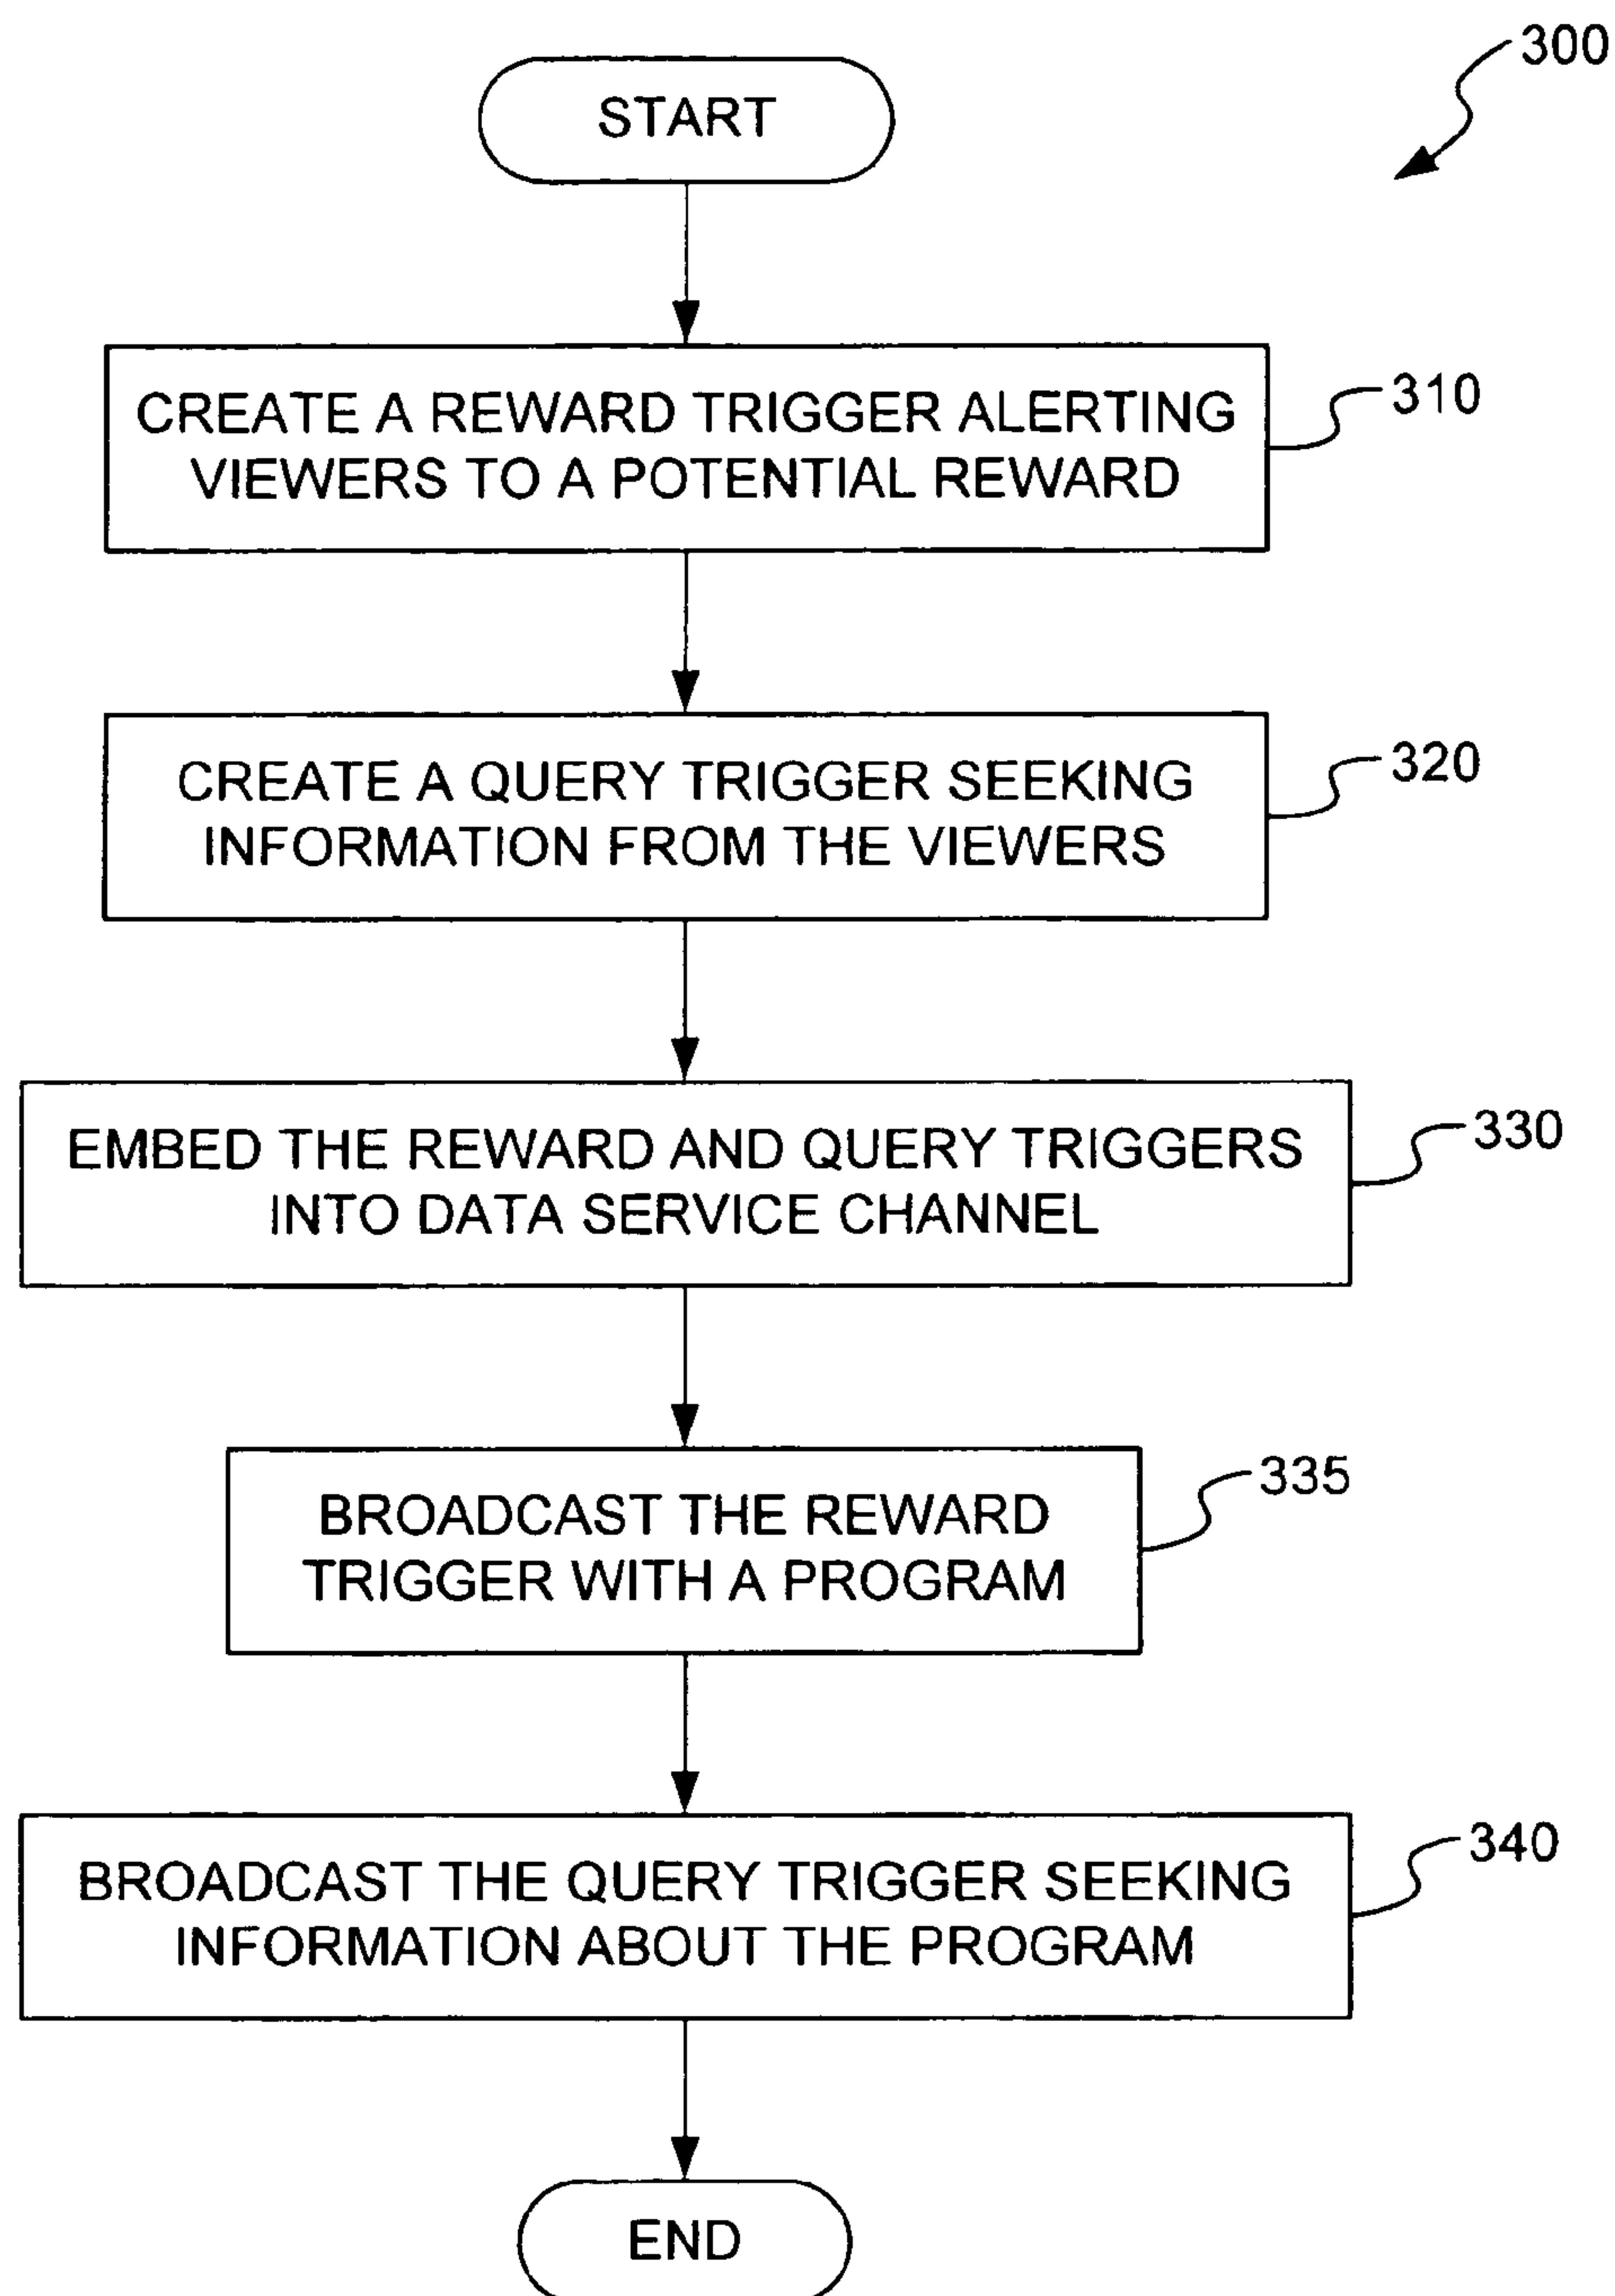 300
START
CREATE A REWARD TRIGGER ALERTING
VIEWERS TO A POTENTIAL REWARD
310
CREATE A QUERY TRIGGER SEEKING
INFORMATION FROM THE VIEWERS
320
EMBED THE REWARD AND QUERY TRIGGERS
INTO DATA SERVICE CHANNEL
330
BROADCAST THE REWARD
TRIGGER WITH A PROGRAM
335
BROADCAST THE QUERY TRIGGER SEEKING
INFORMATION ABOUT THE PROGRAM
340
END